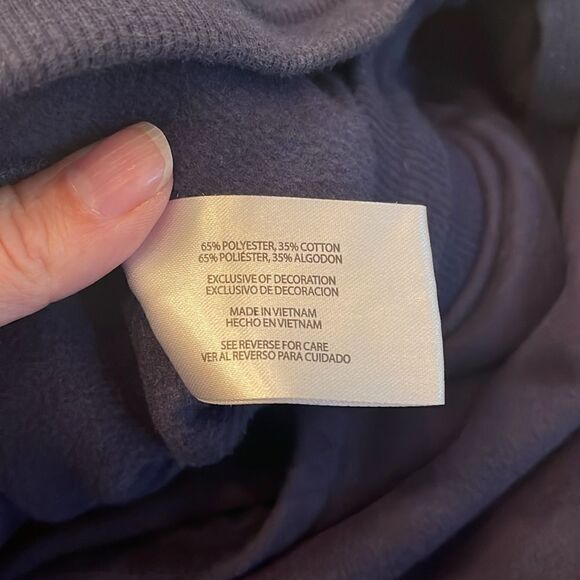 65% POLYESTER, 35% COTTON
65% POLIÉSTER, 35% ALGODON
EXCLUSIVE OF DECORATION
EXCLUSIVO DE DECORACION
MADE IN VIETNAM
HECHO EN VIETNAM
SEE REVERSE FOR CARE
VER AL REVERSO PARA CUIDADO